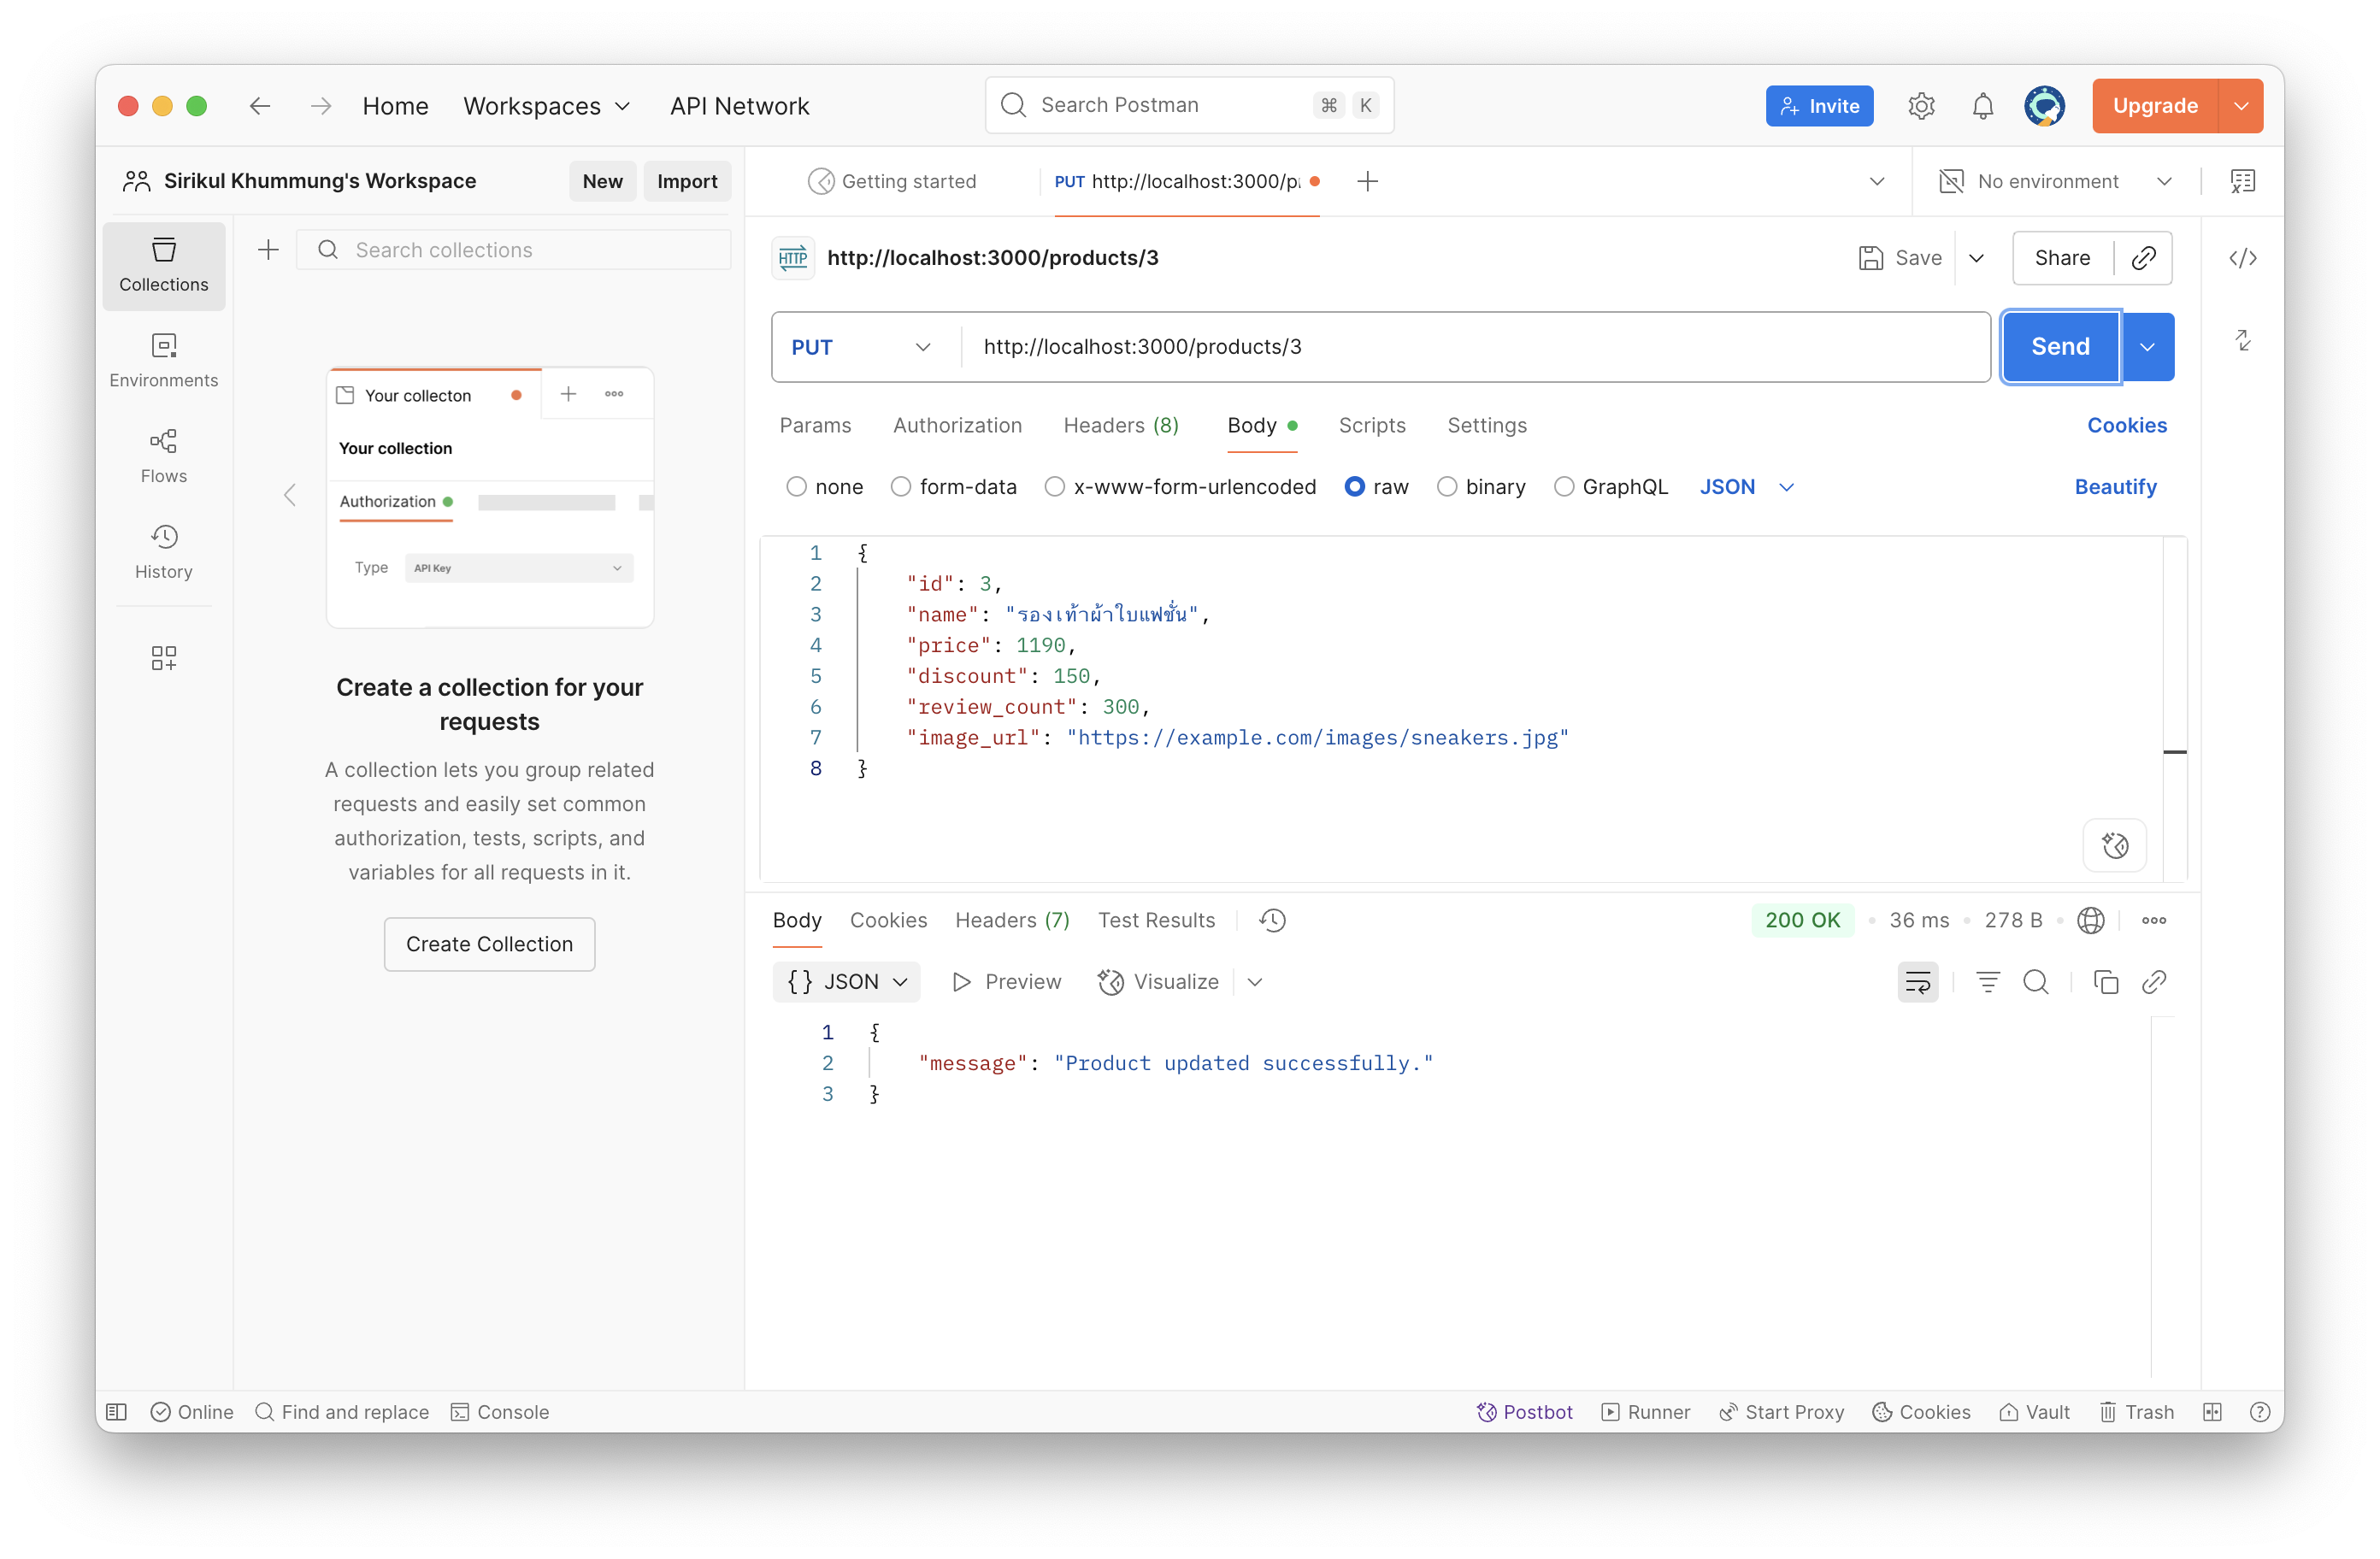 Home Workspaces API Network Search Postman ⌘ K Invite Upgrade
Sirikul Khummung's Workspace New Import
Getting started PUT http://localhost:3000/p No environment
Collections
Search collections
Environments
Flows
History
Your collecton
Your collection
Authorization
Type API Key
Create a collection for your
requests
A collection lets you group related
requests and easily set common
authorization, tests, scripts, and
variables for all requests in it.
Create Collection
HTTP http://localhost:3000/products/3 Save Share
PUT http://localhost:3000/products/3 Send
Params Authorization Headers (8) Body Scripts Settings Cookies
none form-data x-www-form-urlencoded raw binary GraphQL JSON Beautify
1 {
2 "id": 3,
3 "name": "รองเท้าผ้าใบแฟชั่น",
4 "price": 1190,
5 "discount": 150,
6 "review_count": 300,
7 "image_url": "https://example.com/images/sneakers.jpg"
8 }
Body Cookies Headers (7) Test Results 200 OK • 36 ms • 278 B
{} JSON Preview Visualize
1 {
2 "message": "Product updated successfully."
3 }
Online Find and replace Console Postbot Runner Start Proxy Cookies Vault Trash